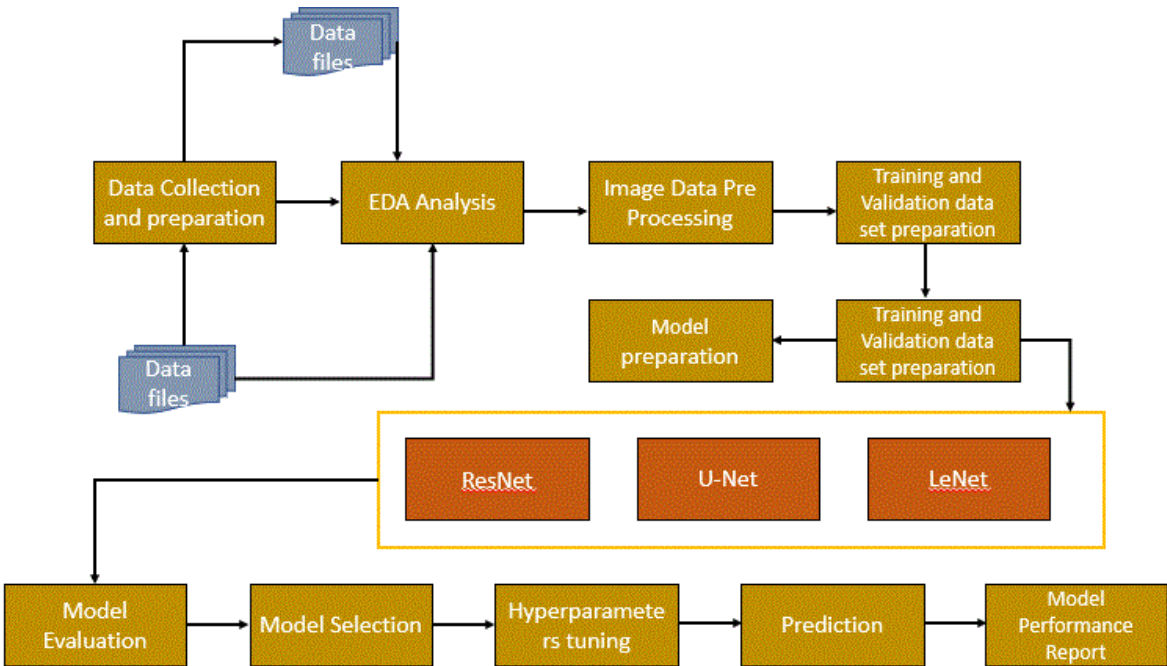 Data
files
Data Collection
and preparation
EDA Analysis
Image Data Pre
Processing
Training and
Validation data
set preparation
Model
preparation
Training and
Validation data
set preparation
Data
files
ResNet
U-Net
LeNet
Model
Evaluation
Model Selection
Hyperparamete
rs tuning
Prediction
Model
Performance
Report